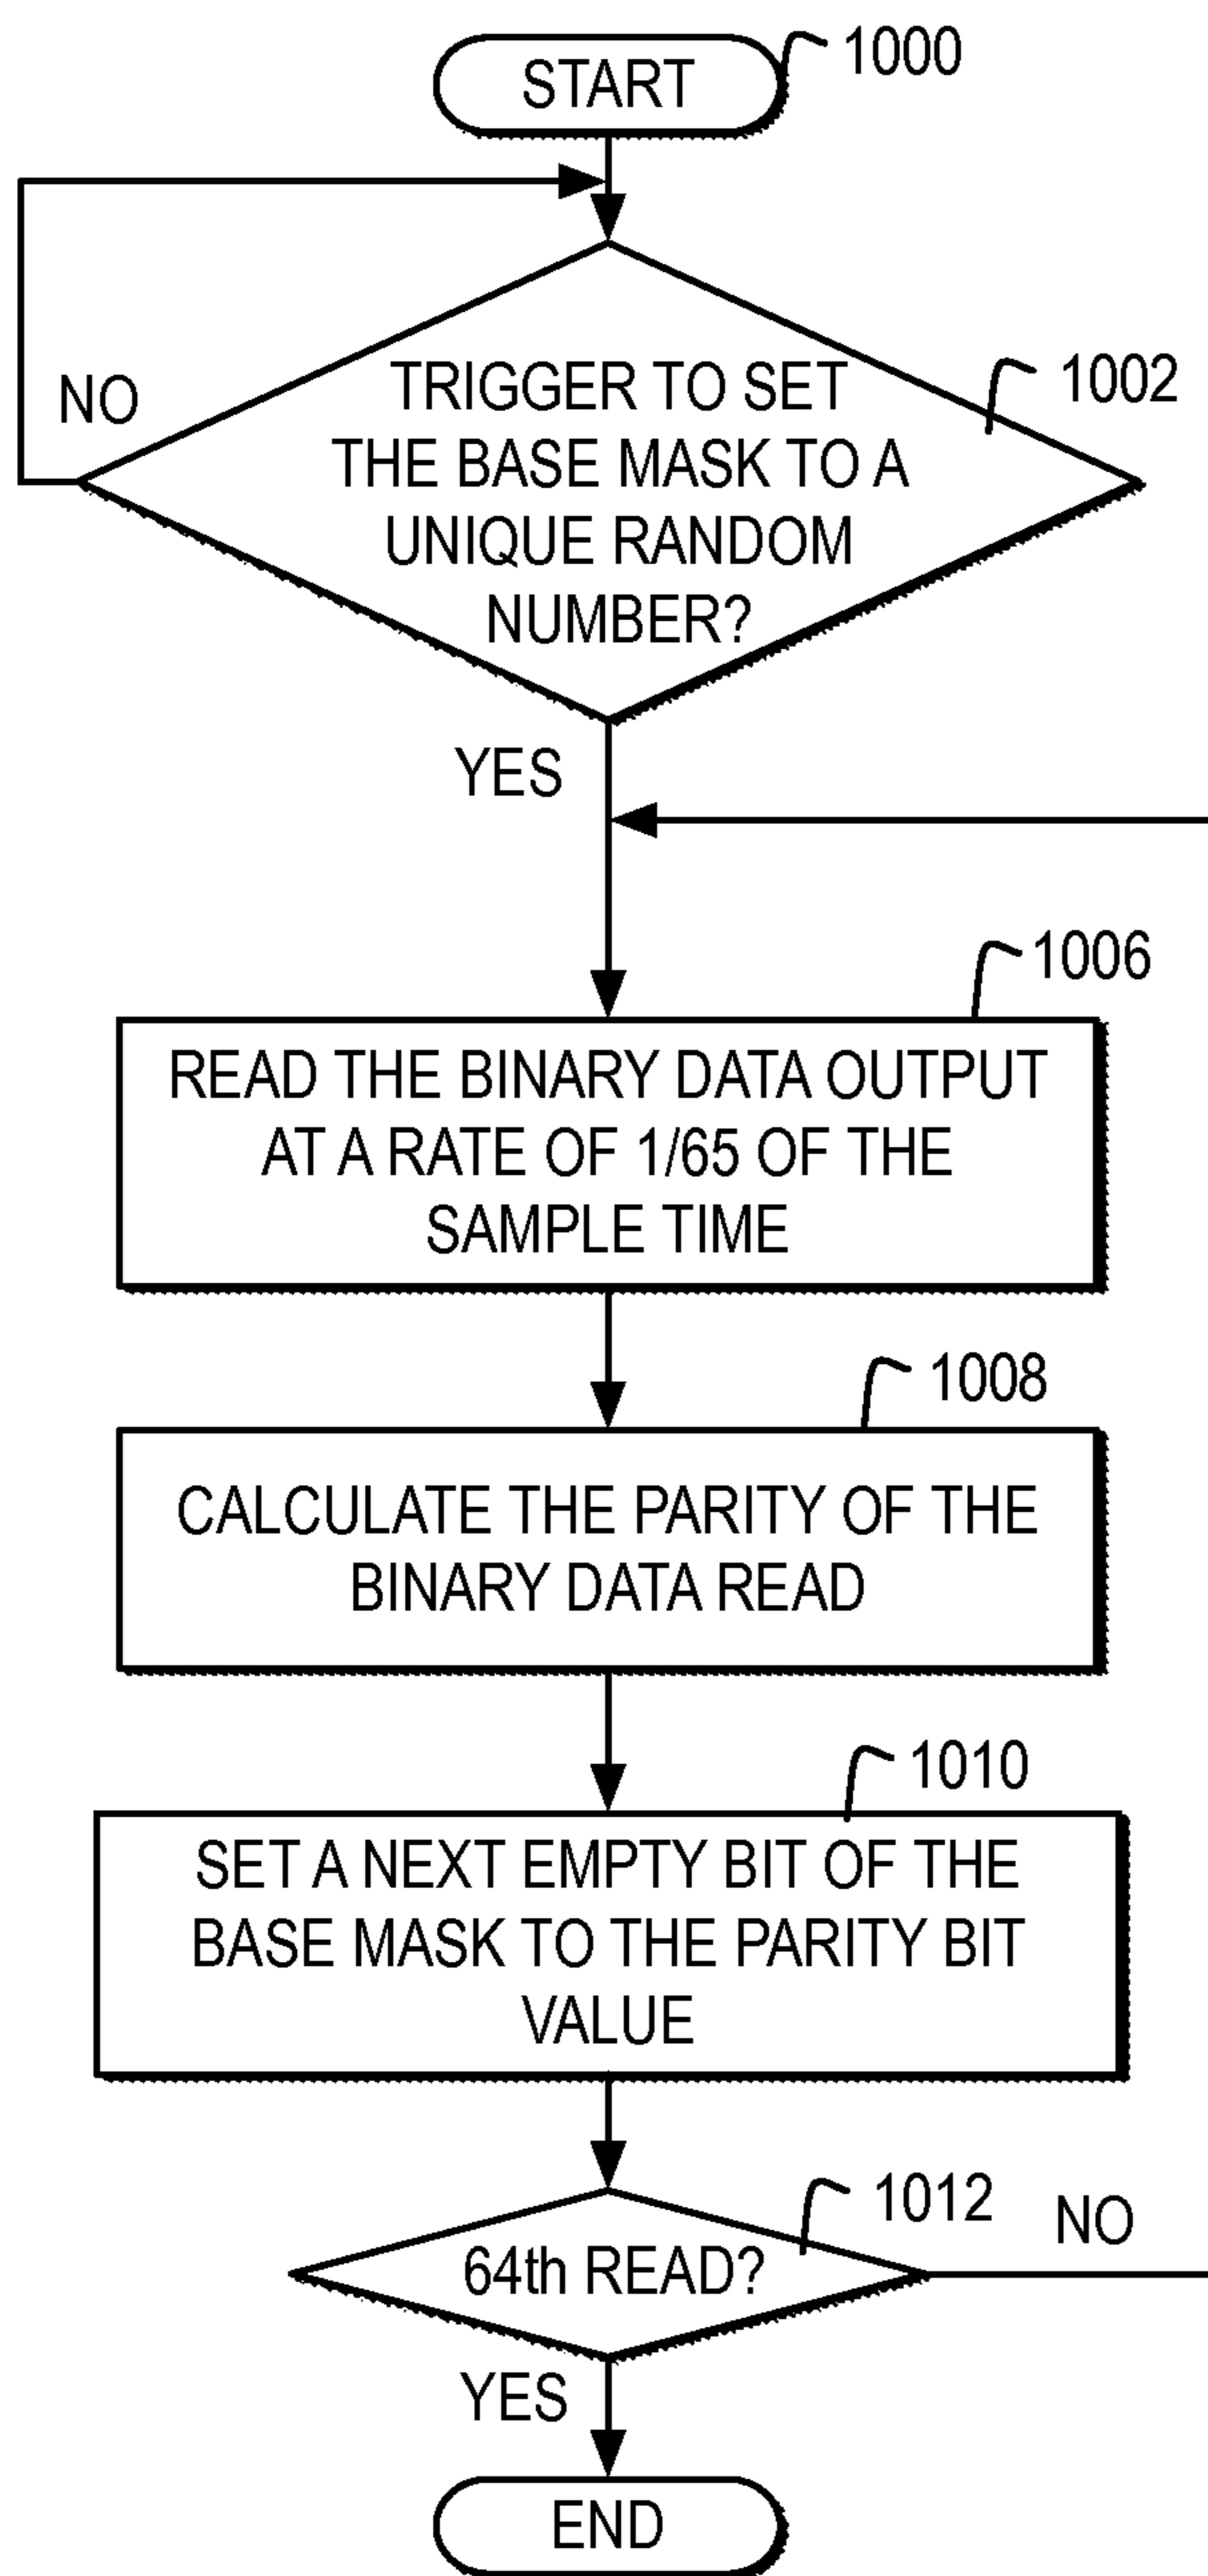 START
1000
NO
TRIGGER TO SET
THE BASE MASK TO A
UNIQUE RANDOM
NUMBER?
1002
YES
1006
READ THE BINARY DATA OUTPUT
AT A RATE OF 1/65 OF THE
SAMPLE TIME
1008
CALCULATE THE PARITY OF THE
BINARY DATA READ
1010
SET A NEXT EMPTY BIT OF THE
BASE MASK TO THE PARITY BIT
VALUE
1012
64th READ?
NO
YES
END